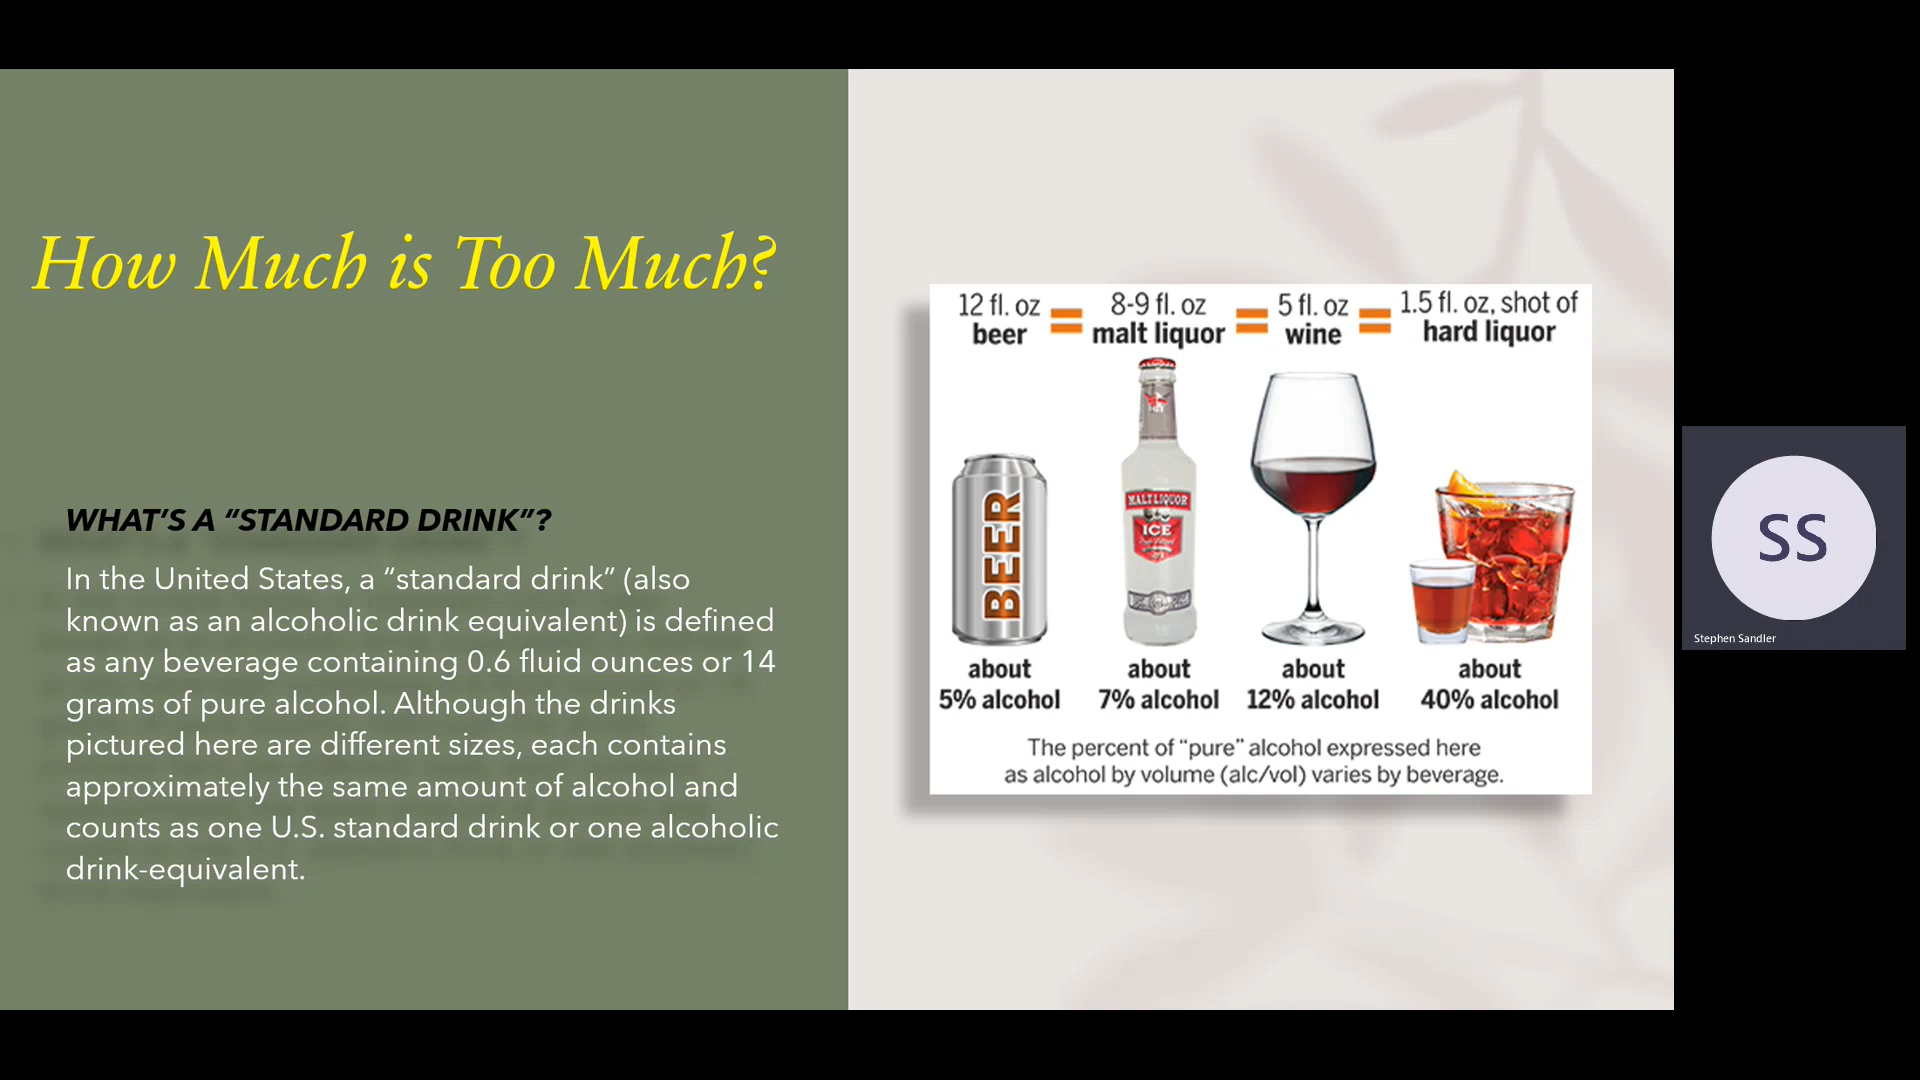 How Much is Too Much?
WHAT’S A “STANDARD DRINK”?
In the United States, a “standard drink” (also
known as an alcoholic drink equivalent) is defined
as any beverage containing 0.6 fluid ounces or 14
grams of pure alcohol. Although the drinks
pictured here are different sizes, each contains
approximately the same amount of alcohol and
counts as one U.S. standard drink or one alcoholic
drink-equivalent.
12 fl. oz
beer
=
8-9 fl. oz
malt liquor
=
5 fl. oz
wine
=
1.5 fl. oz, shot of
hard liquor
BEER
MALT LIQUOR
ICE
about
5% alcohol
about
7% alcohol
about
12% alcohol
about
40% alcohol
The percent of “pure” alcohol expressed here
as alcohol by volume (alc/vol) varies by beverage.
SS
Stephen Sandler